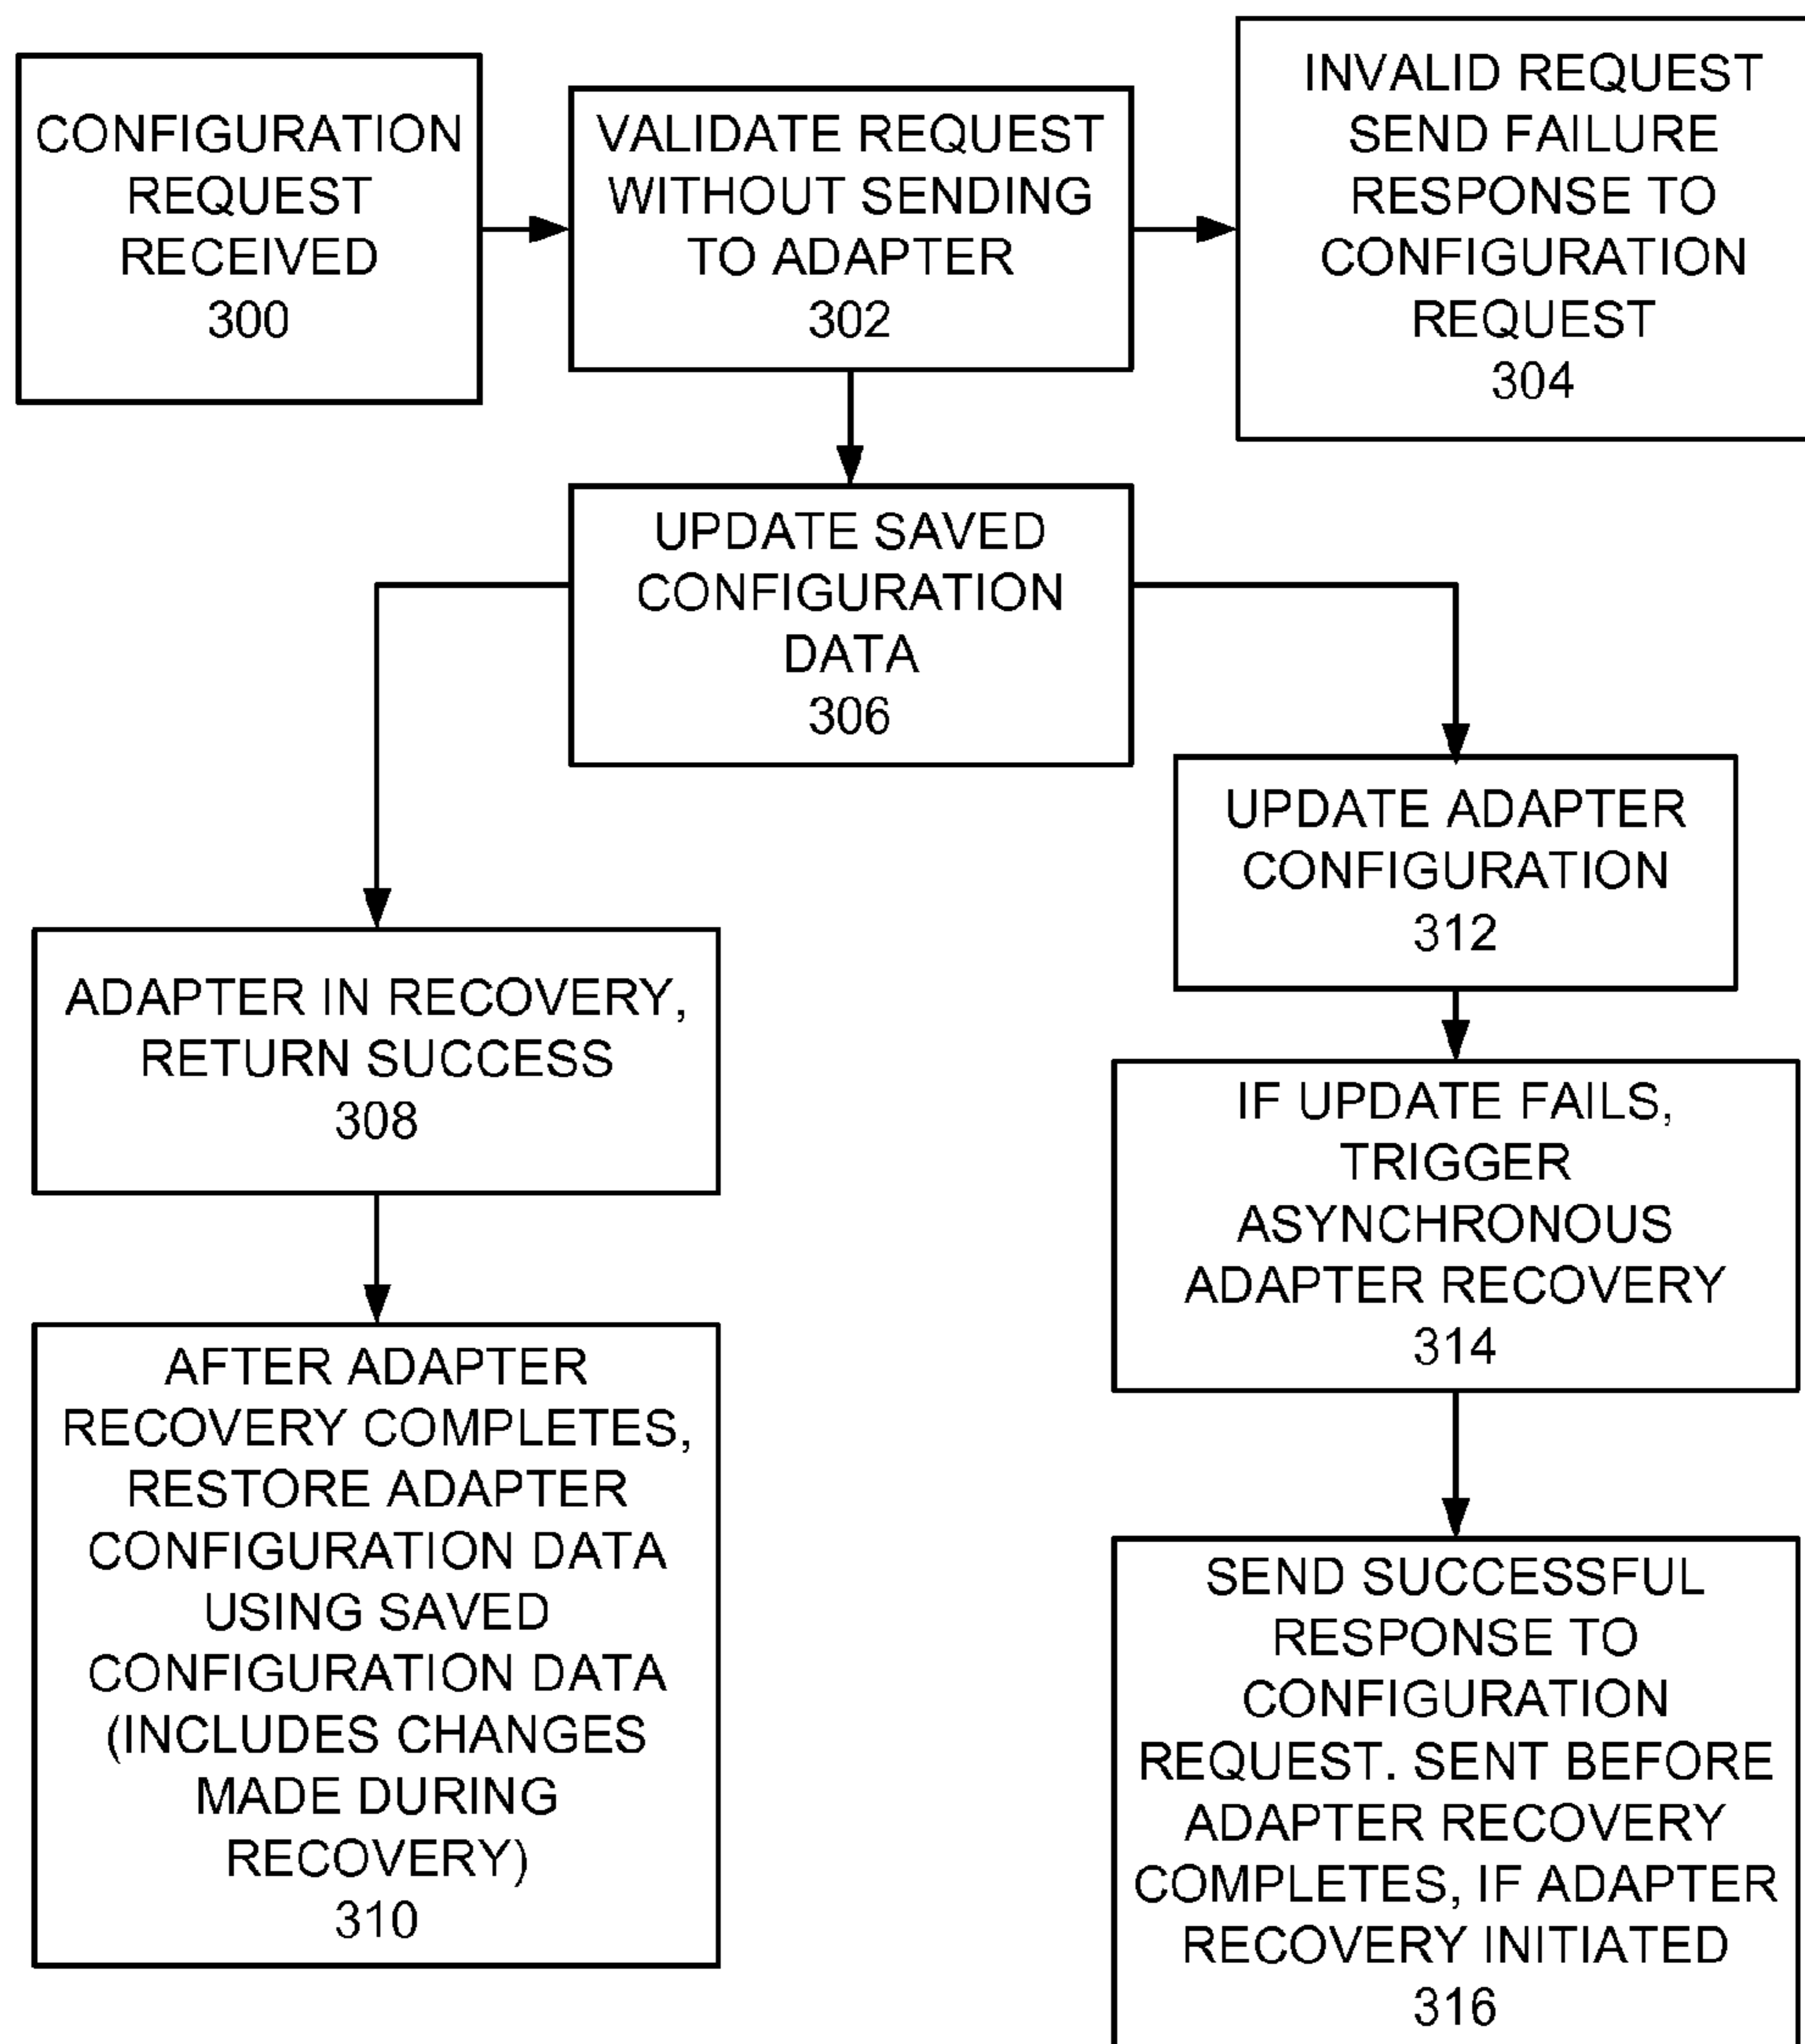 CONFIGURATION
REQUEST
RECEIVED
300
VALIDATE REQUEST
WITHOUT SENDING
TO ADAPTER
302
INVALID REQUEST
SEND FAILURE
RESPONSE TO
CONFIGURATION
REQUEST
304
UPDATE SAVED
CONFIGURATION
DATA
306
ADAPTER IN RECOVERY,
RETURN SUCCESS
308
AFTER ADAPTER
RECOVERY COMPLETES,
RESTORE ADAPTER
CONFIGURATION DATA
USING SAVED
CONFIGURATION DATA
(INCLUDES CHANGES
MADE DURING
RECOVERY)
310
UPDATE ADAPTER
CONFIGURATION
312
IF UPDATE FAILS,
TRIGGER
ASYNCHRONOUS
ADAPTER RECOVERY
314
SEND SUCCESSFUL
RESPONSE TO
CONFIGURATION
REQUEST. SENT BEFORE
ADAPTER RECOVERY
COMPLETES, IF ADAPTER
RECOVERY INITIATED
316